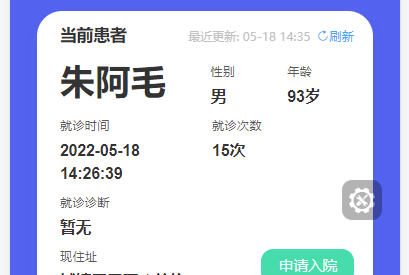 当前患者 最近更新: 05-18 14:35 刷新
朱阿毛
性别 年龄
男 93岁
就诊时间 就诊次数
2022-05-18 15次
14:26:39
就诊诊断
暂无
现住址
申请入院